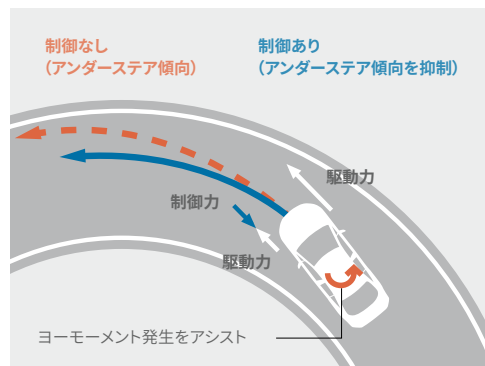 制御なし
（アンダーステア傾向）
制御あり
（アンダーステア傾向を抑制）
駆動力
制御力
駆動力
ヨーモーメント発生をアシスト